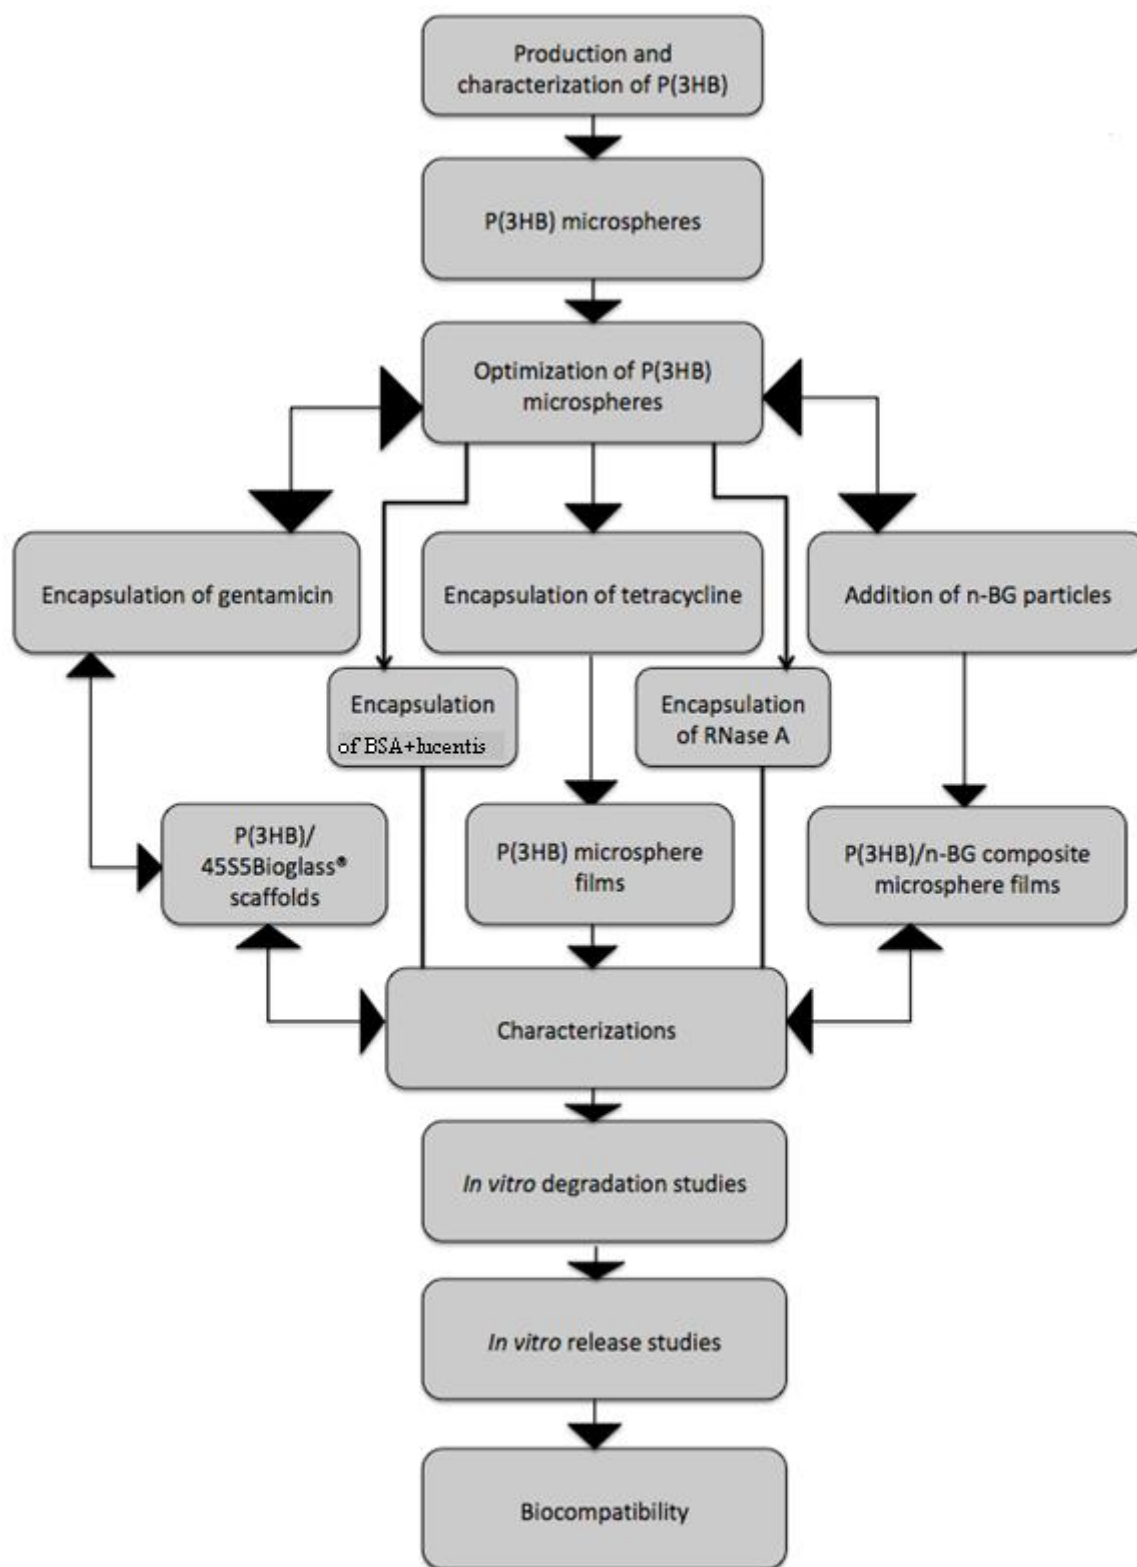 Production and
characterization of P(3HB)
P(3HB) microspheres
Optimization of P(3HB)
microspheres
Encapsulation of gentamicin
Encapsulation of tetracycline
Addition of n-BG particles
Encapsulation
of BSA+lucentis
Encapsulation
of RNase A
P(3HB)/
45S5Bioglass®
scaffolds
P(3HB) microsphere
films
P(3HB)/n-BG composite
microsphere films
Characterizations
In vitro degradation studies
In vitro release studies
Biocompatibility